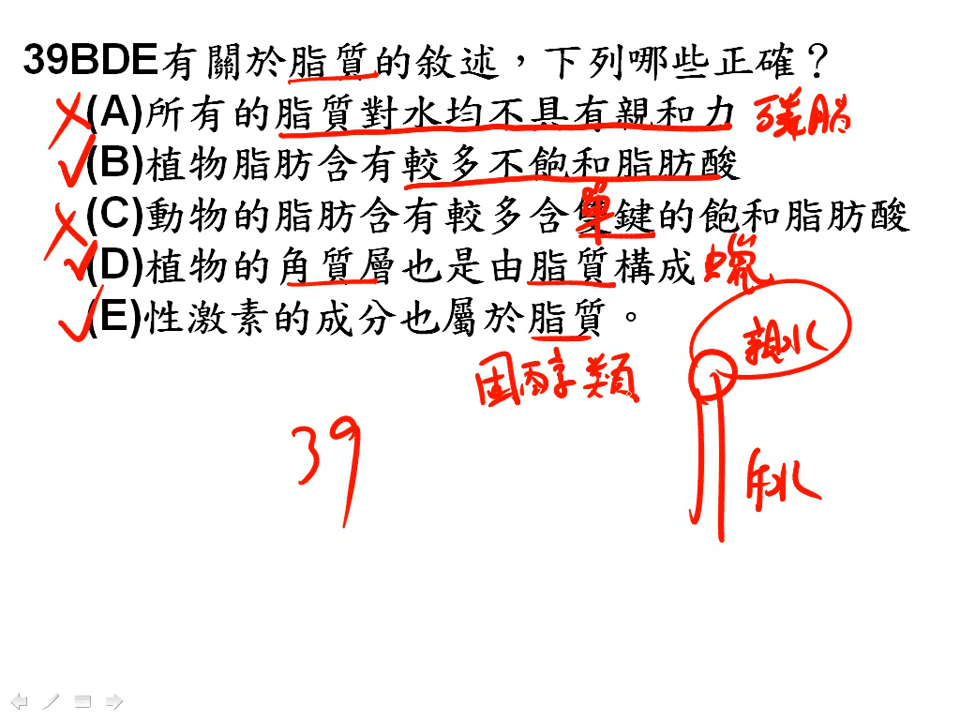 39BDE有關於脂質的敘述，下列哪些正確？
(A)所有的脂質對水均不具有親和力 磷脂
(B)植物脂肪含有較多不飽和脂肪酸
單
(C)動物的脂肪含有較多含雙鍵的飽和脂肪酸
(D)植物的角質層也是由脂質構成 蠟
(E)性激素的成分也屬於脂質。
親水
固醇類
39
疏水